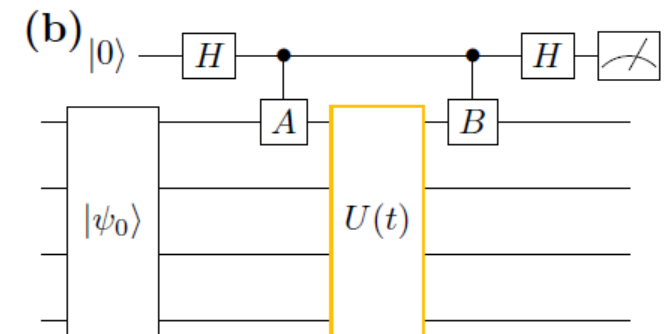 (b)
|0⟩ H H
A B
|ψ₀⟩ U(t)